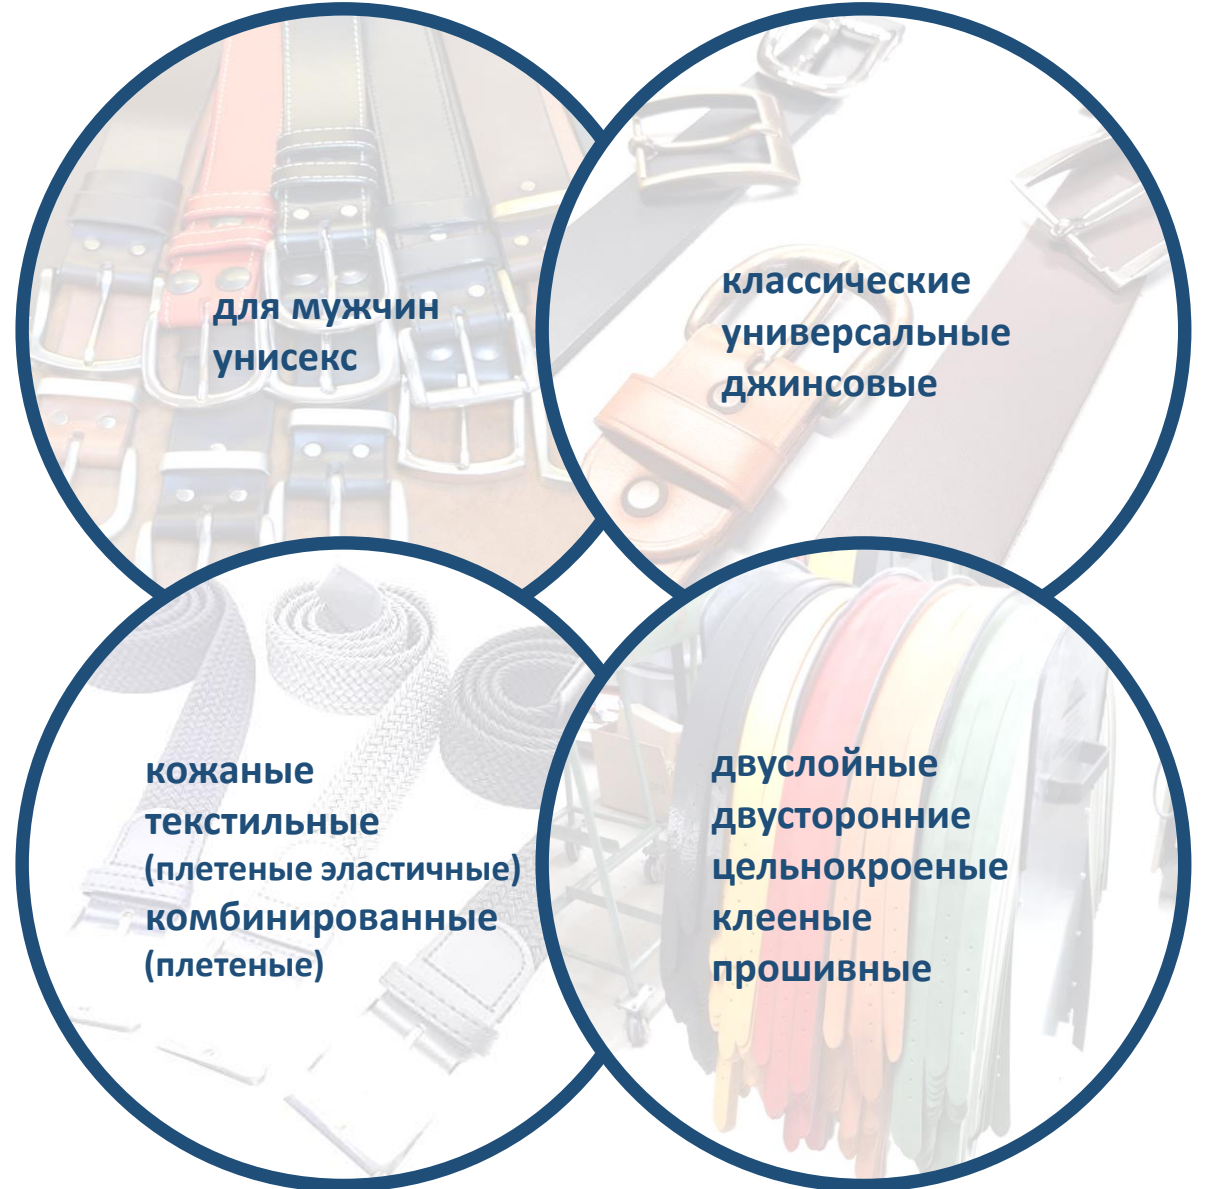 для мужчин
унисекс
классические
универсальные
джинсовые
кожаные
текстильные
(плетеные эластичные)
комбинированные
(плетеные)
двуслойные
двусторонние
цельнокроеные
клееные
прошивные